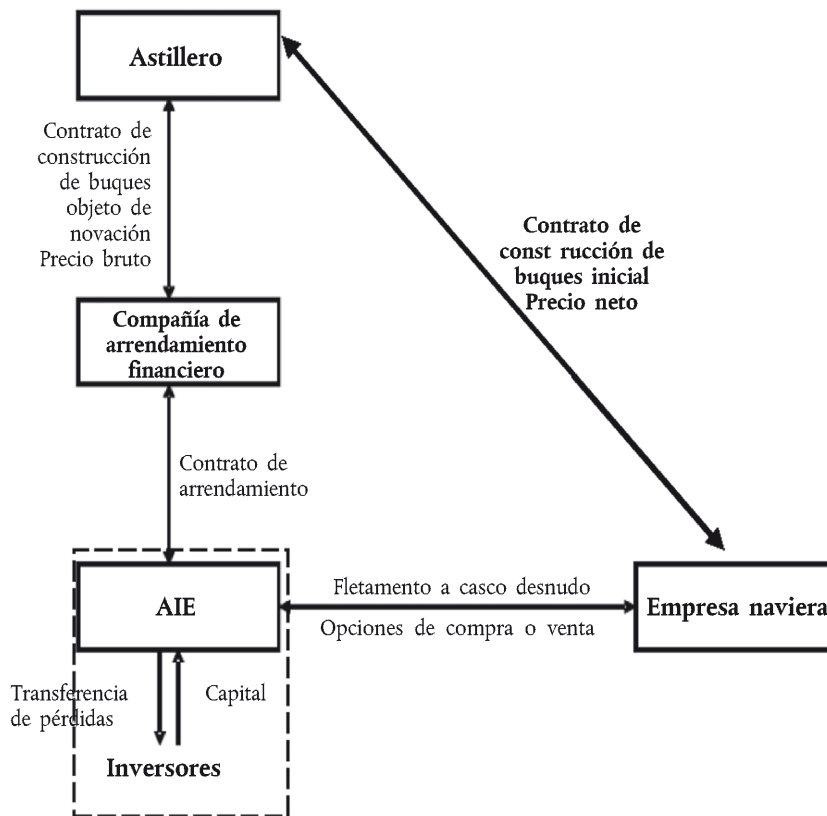 Astillero
Contrato de
construcción
de buques
objeto de
novación
Precio bruto
Contrato de
const rucción de
buques inicial
Precio neto
Compañía de
arrendamiento
financiero
Contrato de
arrendamiento
AIE
Fletamento a casco desnudo
Opciones de compra o venta
Empresa naviera
Transferencia
de pérdidas
Capital
Inversores